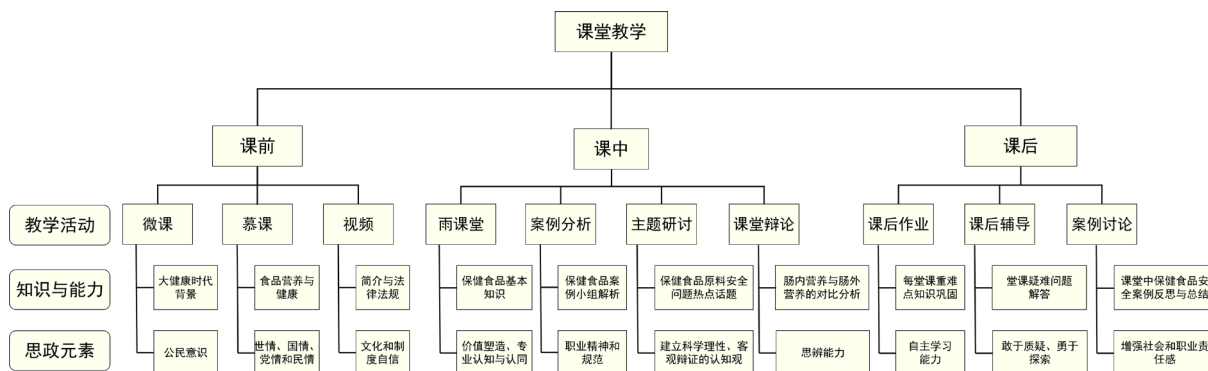 课堂教学
课前
课中
课后
教学活动
微课
慕课
视频
雨课堂
案例分析
主题研讨
课堂辩论
课后作业
课后辅导
案例讨论
知识与能力
大健康时代
背景
食品营养与
健康
简介与法
律法规
保健食品基本
知识
保健食品案
例小组解析
保健食品原料安全
问题热点话题
肠内营养与肠外
营养的对比分析
每堂课重难
点知识巩固
堂课疑难问题
解答
课堂中保健食品安
全案例反思与总结
思政元素
公民意识
世情、国情、
党情和民情
文化和制
度自信
价值塑造、专
业认知与认同
职业精神和
规范
建立科学理性、客
观辩证的认知观
思辨能力
自主学习
能力
敢于质疑、勇于
探索
增强社会和职业责
任感